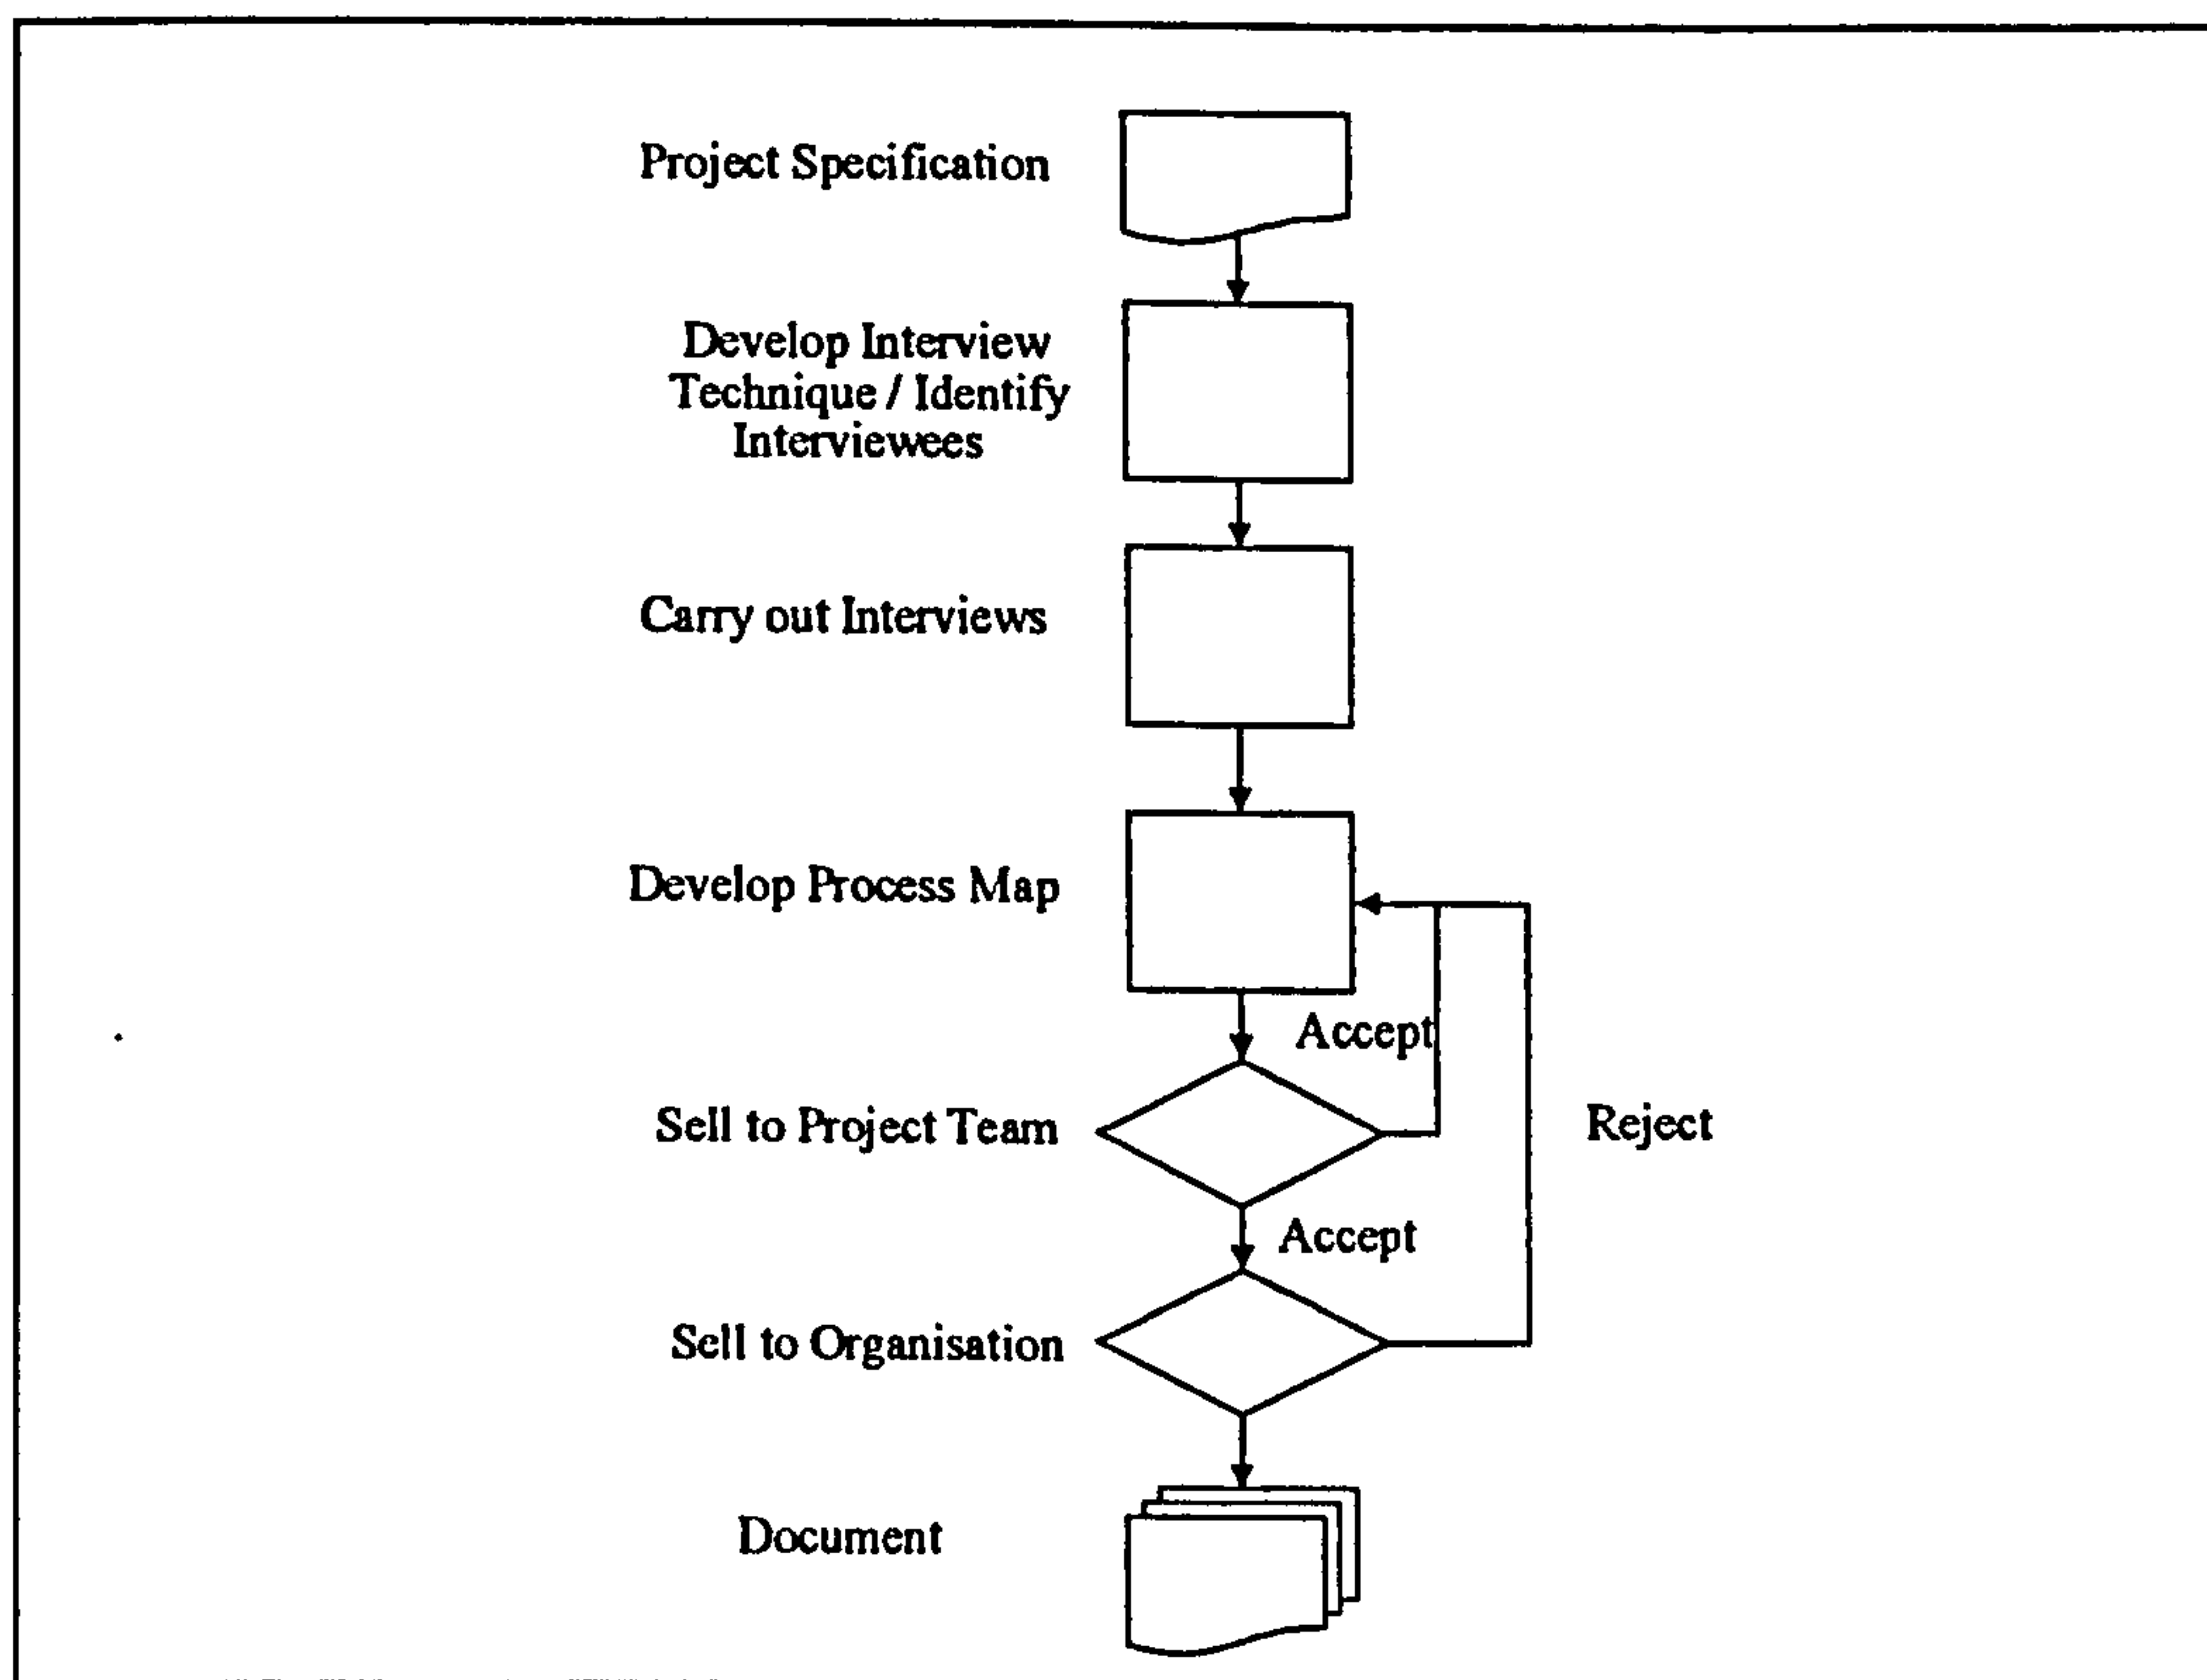 Project Specification
Develop Interview
Technique / Identify
Interviewees
Carry out Interviews
Develop Process Map
Accept
Sell to Project Team
Reject
Accept
Sell to Organisation
Document